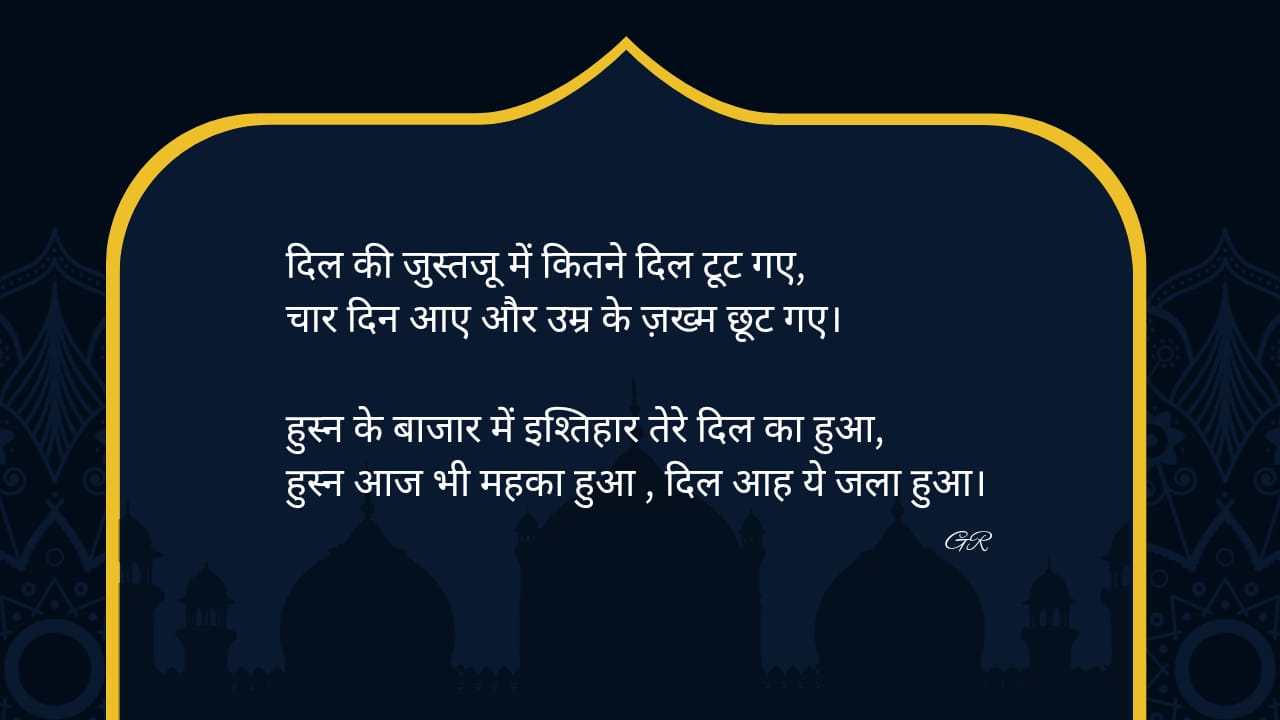 दिल की जुस्तजू में कितने दिल टूट गए,
चार दिन आए और उम्र के ज़ख्म छूट गए।
हुस्न के बाजार में इश्तिहार तेरे दिल का हुआ,
हुस्न आज भी महका हुआ , दिल आह ये जला हुआ।
GR